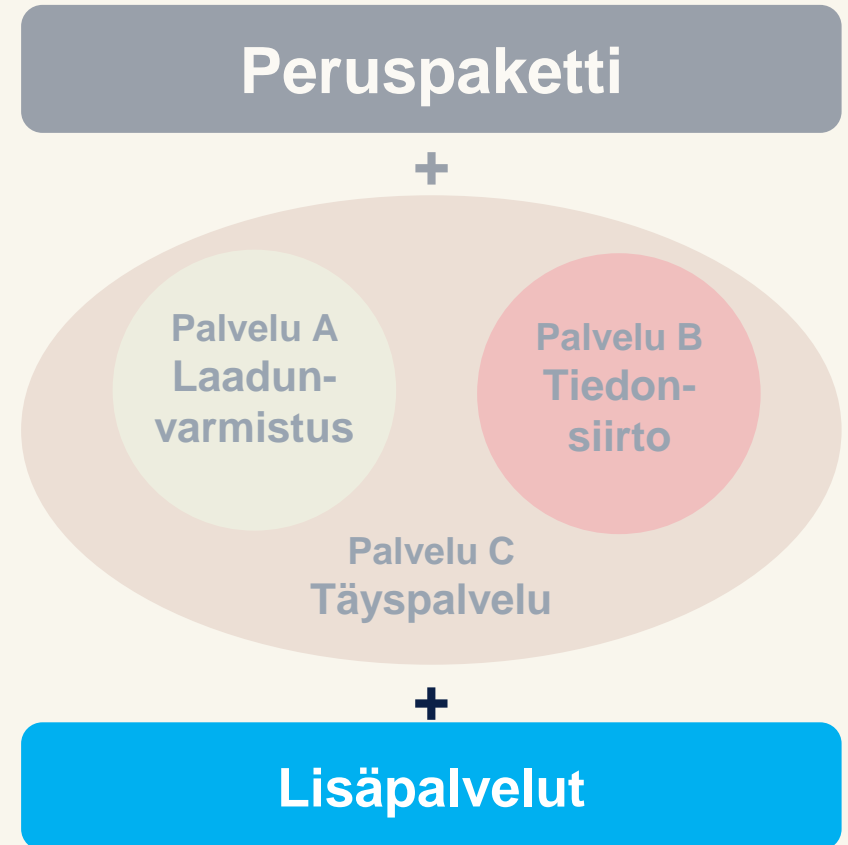 Peruspaketti
+
Palvelu A
Laadun-
varmistus
Palvelu B
Tiedon-
siirto
Palvelu C
Täyspalvelu
+
Lisäpalvelut